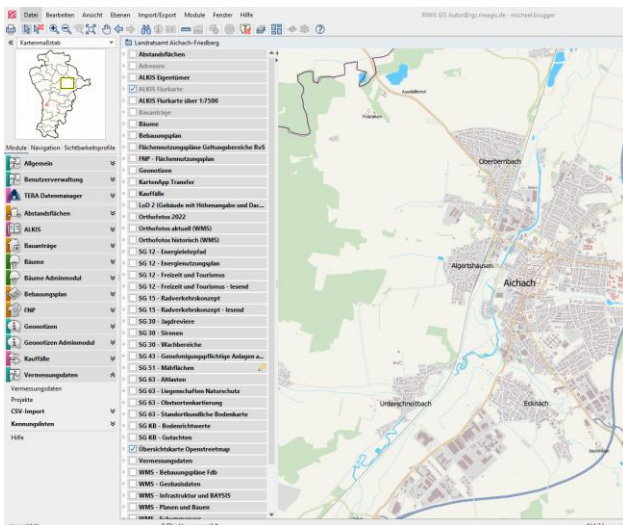 Datei Bearbeiten Ansicht Ebenen Import/Export Module Fenster Hilfe
RIWA GIS Autor@rgs.riwagis.de - michael.brugger
Kartenmaßstab
Landratsamt Aichach-Friedberg
Module Navigation Sichtbarkeitsprofile
Allgemein
Benutzerverwaltung
TERA Datenmanager
Abstandsflächen
ALKIS
Bauanträge
Bäume
Bäume Adminmodul
Bebauungsplan
FNP
Geonotizen
Geonotizen Adminmodul
Kauffälle
Vermessungsdaten
Vermessungsdaten
Projekte
CSV-Import
Kennungslisten
Hilfe
Abstandsflächen
Adressen
ALKIS Eigentümer
ALKIS Flurkarte
ALKIS Flurkarte über 1:7500
Bauanträge
Bäume
Bebauungsplan
Flächennutzungspläne Geltungsbereiche RvS
FNP - Flächennutzungsplan
Geonotizen
KartenApp Transfer
Kauffälle
LoD 2 (Gebäude mit Höhenangabe und Dac...
Orthofotos 2022
Orthofotos aktuell (WMS)
Orthofotos historisch (WMS)
SG 12 - Energielehrpfad
SG 12 - Energienutzungsplan
SG 12 - Freizeit und Tourismus
SG 12 - Freizeit und Tourismus - lesend
SG 15 - Radverkehrskonzept
SG 15 - Radverkehrskonzept - lesend
SG 30 - Jagdreviere
SG 30 - Sirenen
SG 30 - Wachbereiche
SG 43 - Genehmigungspflichtige Anlagen a...
SG 51 - Mähflächen
SG 63 - Altlasten
SG 63 - Liegenschaften Naturschutz
SG 63 - Obstsortenkartierung
SG 63 - Standortkundliche Bodenkarte
SG KB - Bodenrichtwerte
SG KB - Gutachten
Übersichtskarte Openstreetmap
Vermessungsdaten
WMS - Bebauungspläne Fdb
WMS - Geobasisdaten
WMS - Infrastruktur und BAYSIS
WMS - Planen und Bauen
Oberbernbach
Algertshausen
Aichach
Unterschneitbach
Ecknach